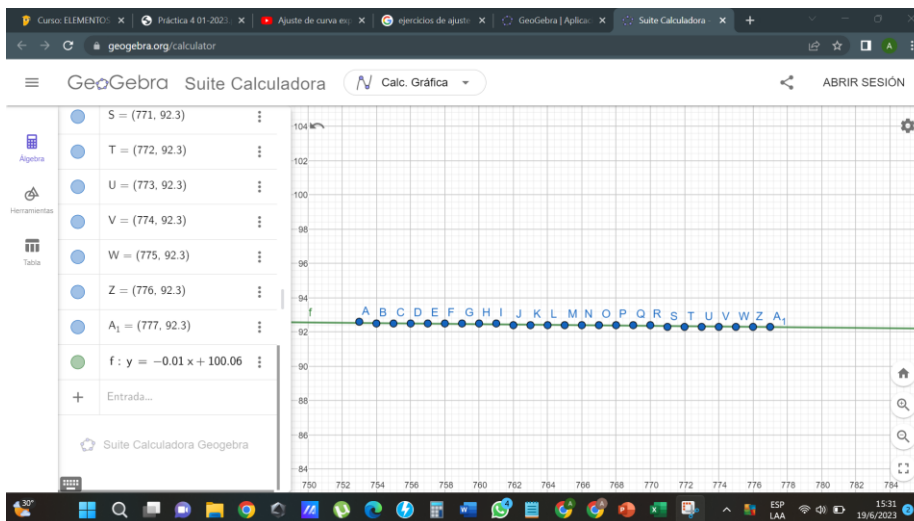 Curso: ELEMENTO
Práctica 4 01-2023.
Ajuste de curva exp
ejercicios de ajuste
GeoGebra | Aplicac
Suite Calculadora
geogebra.org/calculator
A
GeoGebra Suite Calculadora
Calc. Gráfica
ABRIR SESIÓN
Álgebra
Herramientas
Tabla
S = (771, 92.3)
T = (772, 92.3)
U = (773, 92.3)
V = (774, 92.3)
W = (775, 92.3)
Z = (776, 92.3)
A₁ = (777, 92.3)
f : y = −0.01 x + 100.06
Entrada...
Suite Calculadora Geogebra
104
102
100
98
96
94
92
90
88
86
84
f
A B C D E F G H I J K L M N O P Q R S T U V W Z A₁
750 752 754 756 758 760 762 764 766 768 770 772 774 776 778 780 782 784
30°
ESP
LAA
15:31
19/6/2023